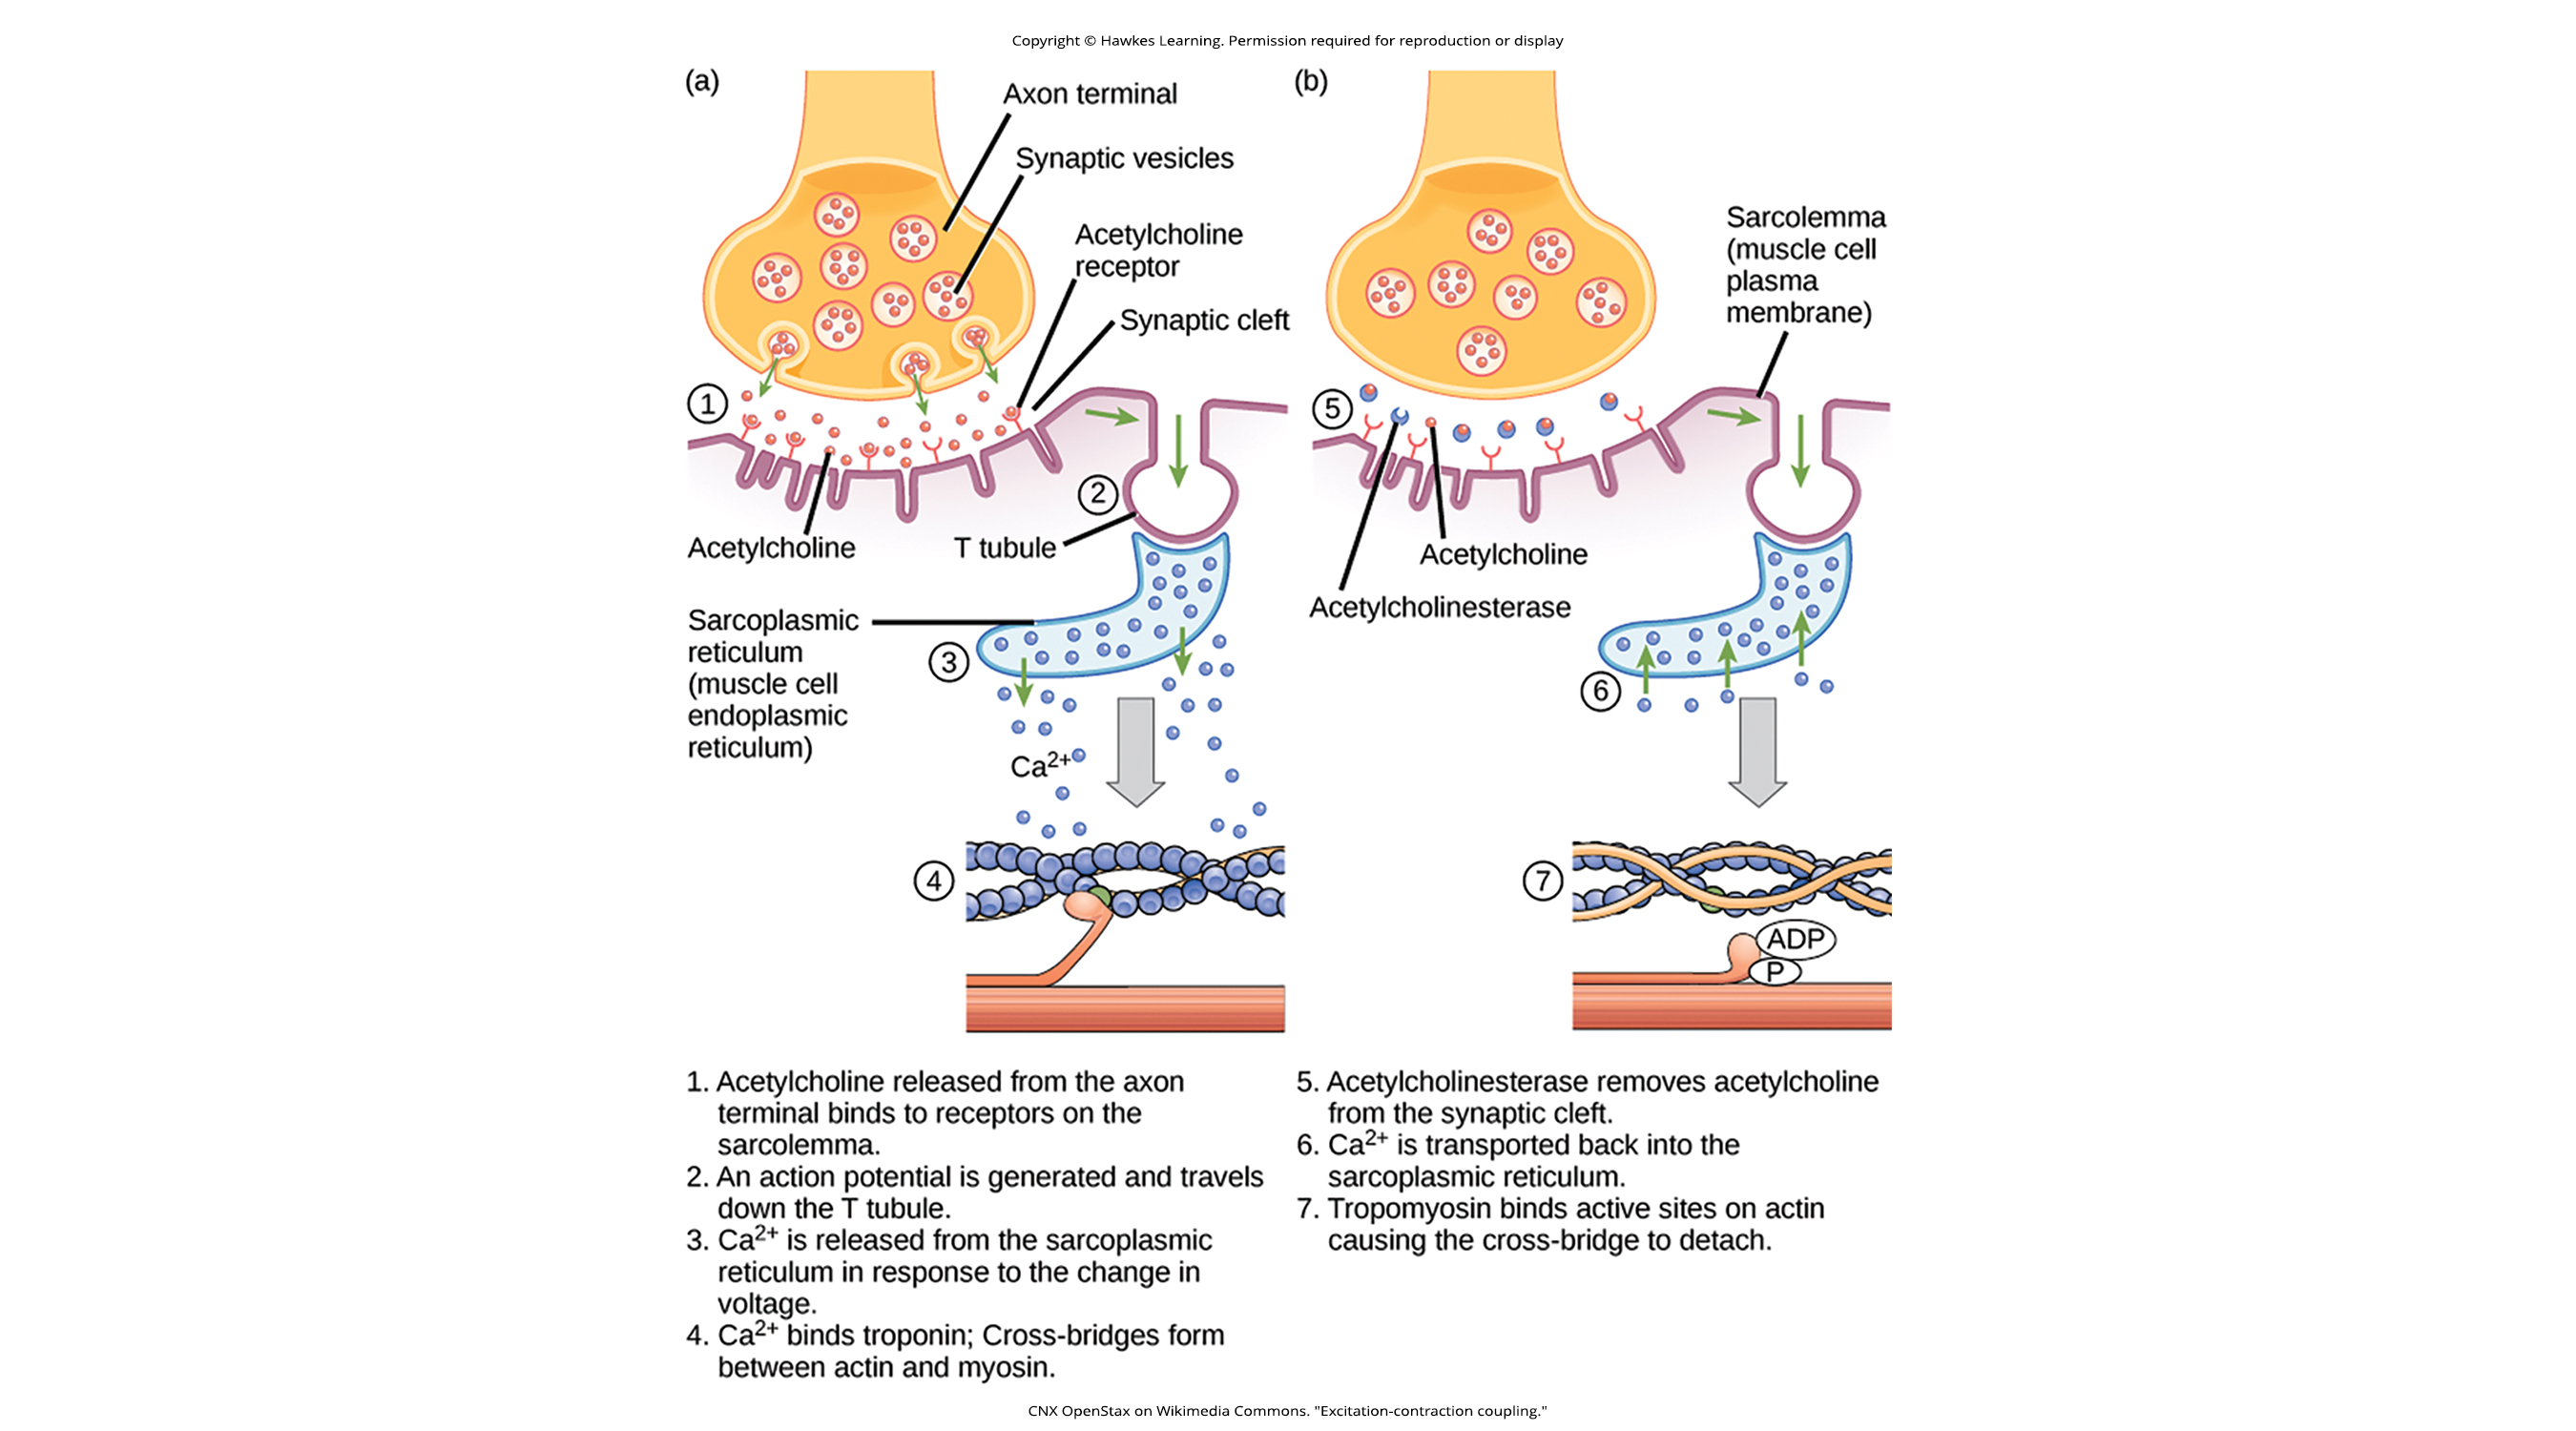 Copyright © Hawkes Learning. Permission required for reproduction or display
(a)
Axon terminal
Synaptic vesicles
Acetylcholine
receptor
Synaptic cleft
1
2
Acetylcholine
T tubule
Sarcoplasmic
reticulum
(muscle cell
endoplasmic
reticulum)
3
Ca²⁺
4
(b)
Sarcolemma
(muscle cell
plasma
membrane)
5
Acetylcholine
Acetylcholinesterase
6
7
ADP
P
1. Acetylcholine released from the axon
terminal binds to receptors on the
sarcolemma.
2. An action potential is generated and travels
down the T tubule.
3. Ca²⁺ is released from the sarcoplasmic
reticulum in response to the change in
voltage.
4. Ca²⁺ binds troponin; Cross-bridges form
between actin and myosin.
5. Acetylcholinesterase removes acetylcholine
from the synaptic cleft.
6. Ca²⁺ is transported back into the
sarcoplasmic reticulum.
7. Tropomyosin binds active sites on actin
causing the cross-bridge to detach.
CNX OpenStax on Wikimedia Commons. "Excitation-contraction coupling."